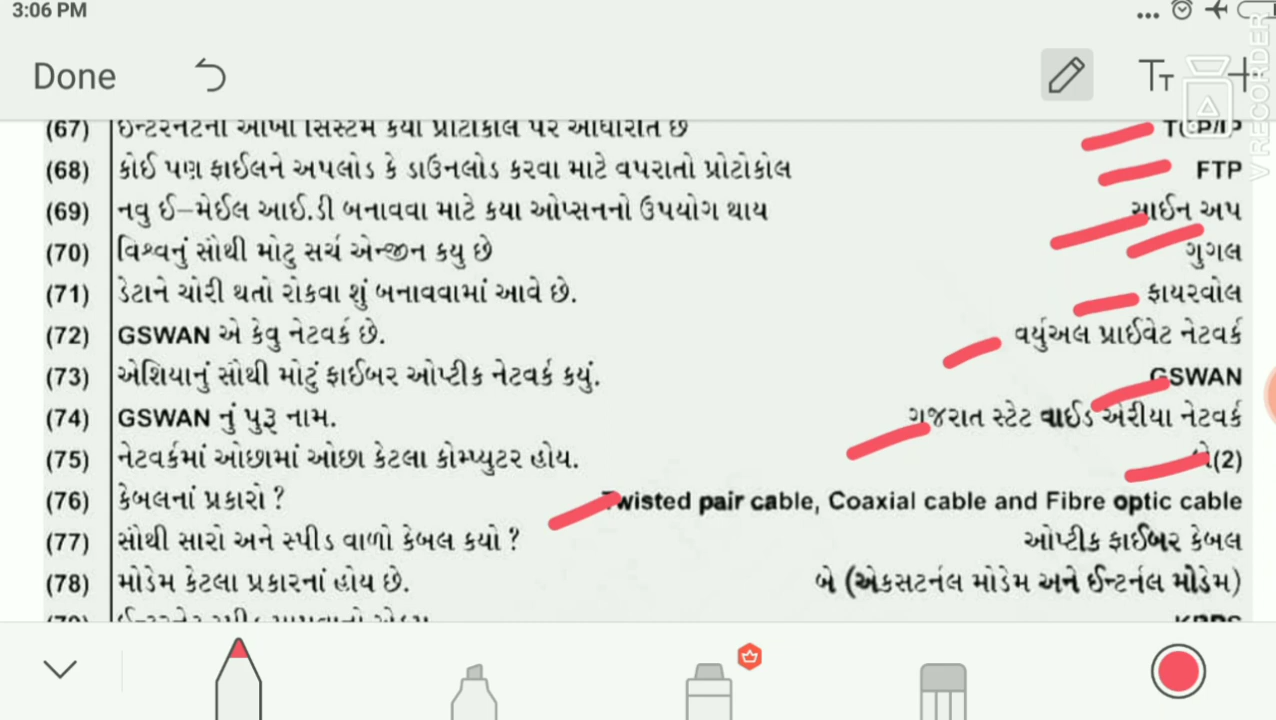 3:06 PM
Done
V RECORDER
(67) ઇન્ટરનેટની આખી સિસ્ટમ કયા પ્રોટોકોલ પર આધારીત છે TCP/IP
(68) કોઈ પણ ફાઈલને અપલોડ કે ડાઉનલોડ કરવા માટે વપરાતો પ્રોટોકોલ FTP
(69) નવુ ઈ–મેઈલ આઈ.ડી બનાવવા માટે કયા ઓપ્સનનો ઉપયોગ થાય સાઈન અપ
(70) વિશ્વનું સૌથી મોટુ સર્ચ એન્જીન કયુ છે ગુગલ
(71) ડેટાને ચોરી થતો રોકવા શું બનાવવામાં આવે છે. ફાયરવોલ
(72) GSWAN એ કેવુ નેટવર્ક છે. વર્ચુઅલ પ્રાઈવેટ નેટવર્ક
(73) એશિયાનું સૌથી મોટું ફાઈબર ઓપ્ટીક નેટવર્ક કયું. GSWAN
(74) GSWAN નું પુરૂ નામ. ગુજરાત સ્ટેટ વાઈડ એરીયા નેટવર્ક
(75) નેટવર્કમાં ઓછામાં ઓછા કેટલા કોમ્પ્યુટર હોય. બે(2)
(76) કેબલનાં પ્રકારો ? Twisted pair cable, Coaxial cable and Fibre optic cable
(77) સૌથી સારો અને સ્પીડ વાળો કેબલ કયો ? ઓપ્ટીક ફાઈબર કેબલ
(78) મોડેમ કેટલા પ્રકારનાં હોય છે. બે (એકસટર્નલ મોડેમ અને ઈન્ટર્નલ મોડેમ)